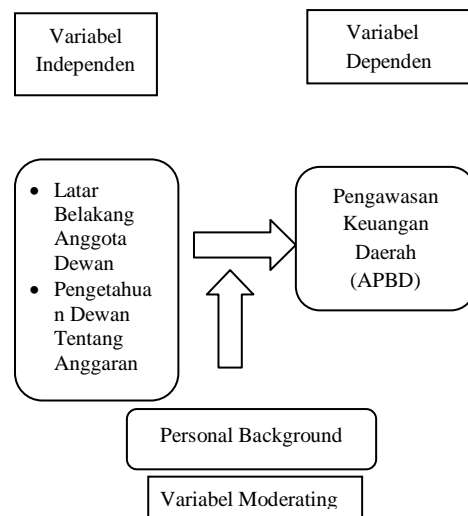 Variabel
Independen
Variabel
Dependen
• Latar
Belakang
Anggota
Dewan
• Pengetahua
n Dewan
Tentang
Anggaran
Pengawasan
Keuangan
Daerah
(APBD)
Personal Background
Variabel Moderating